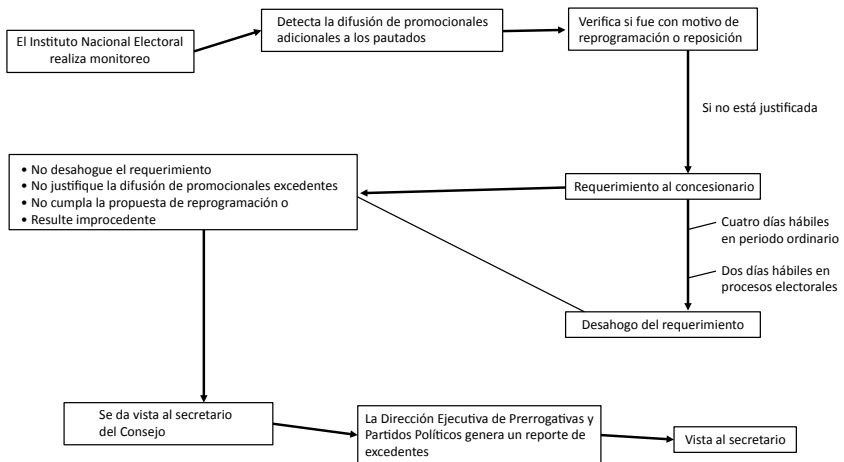 El Instituto Nacional Electoral
realiza monitoreo
Detecta la difusión de promocionales
adicionales a los pautados
Verifica si fue con motivo de
reprogramación o reposición
Si no está justificada
Requerimiento al concesionario
• No desahogue el requerimiento
• No justifique la difusión de promocionales excedentes
• No cumpla la propuesta de reprogramación o
• Resulte improcedente
Cuatro días hábiles
en periodo ordinario
Dos días hábiles en
procesos electorales
Desahogo del requerimiento
Se da vista al secretario
del Consejo
La Dirección Ejecutiva de Prerrogativas y
Partidos Políticos genera un reporte de
excedentes
Vista al secretario